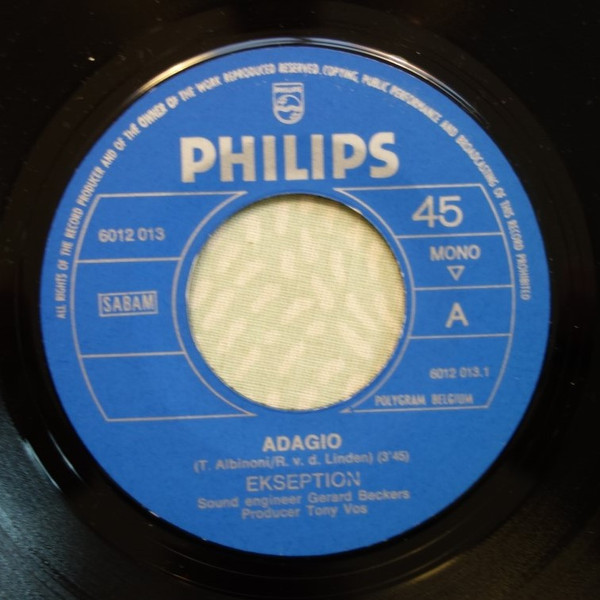 ALL RIGHTS OF THE RECORD PRODUCER AND OF THE OWNER OF THE WORK REPRODUCED RESERVED. COPYING, PUBLIC PERFORMANCE AND BROADCASTING OF THIS RECORD PROHIBITED
PHILIPS
PHILIPS
6012 013
45
MONO
SABAM
A
6012 013.1
POLYGRAM BELGIUM
ADAGIO
(T. Albinoni/R. v. d. Linden) (3'45)
EKSEPTION
Sound engineer Gerard Beckers
Producer Tony Vos